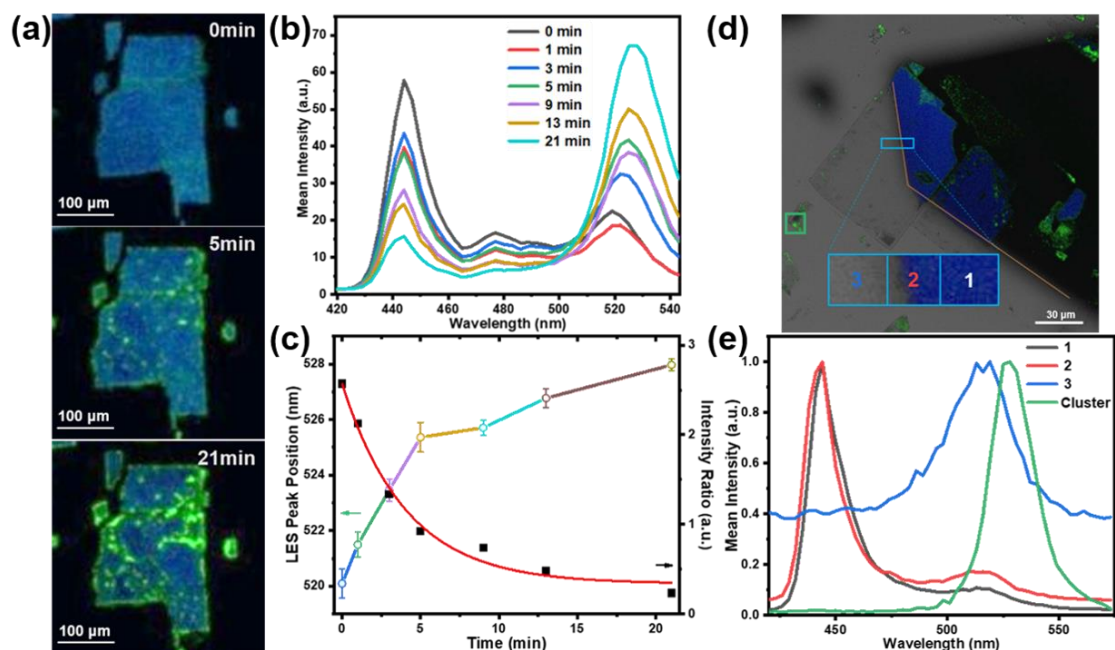 (a)
0min
100 µm
5min
100 µm
21min
100 µm
(b)
Mean Intensity (a.u.)
70
60
50
40
30
20
10
0
0 min
1 min
3 min
5 min
9 min
13 min
21 min
420 440 460 480 500 520 540
Wavelength (nm)
(c)
LES Peak Position (nm)
528
526
524
522
520
0 5 10 15 20
Time (min)
3
2
1
0
Intensity Ratio (a.u.)
(d)
3 2 1
30 µm
(e)
Mean Intensity (a.u.)
1.0
0.8
0.6
0.4
0.2
0.0
1
2
3
Cluster
450 500 550
Wavelength (nm)